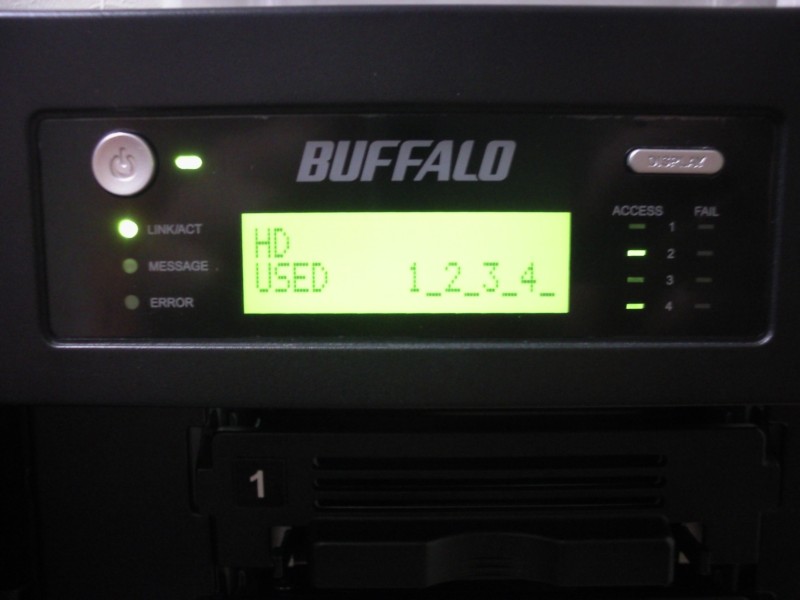 BUFFALO
DISPLAY
LINK/ACT
MESSAGE
ERROR
HD
USED 1_2_3_4_
ACCESS FAIL
1
2
3
4
1